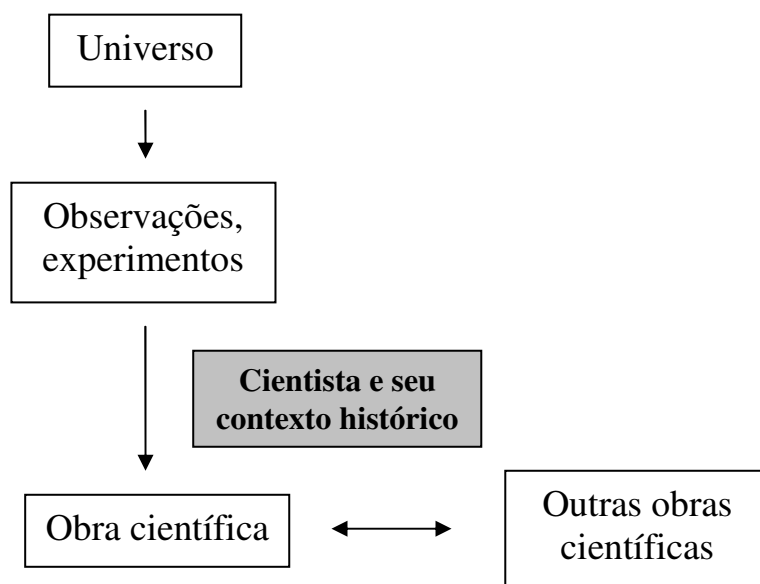 Universo
Observações,
experimentos
Cientista e seu
contexto histórico
Obra científica
Outras obras
científicas